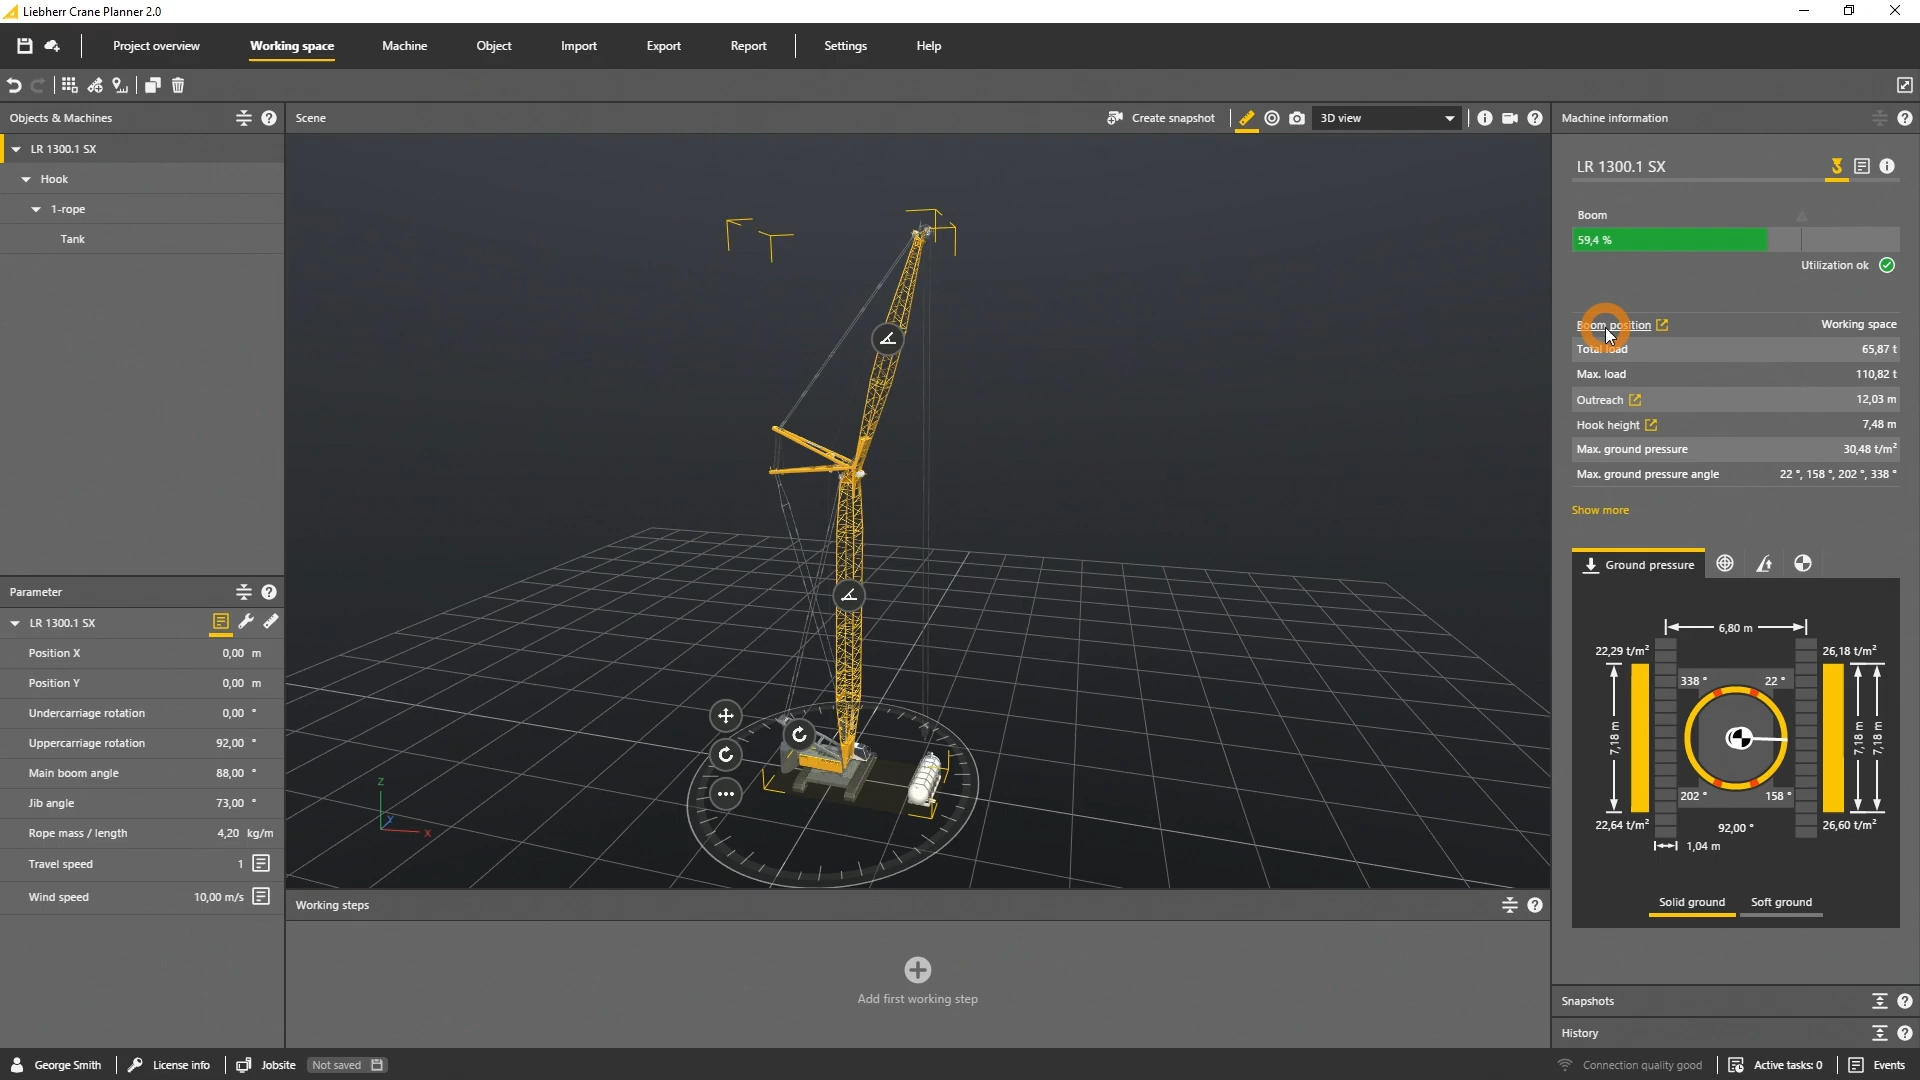 Liebherr Crane Planner 2.0
Project overview Working space Machine Object Import Export Report Settings Help
Objects & Machines
LR 1300.1 SX
Hook
1-rope
Tank
Parameter
LR 1300.1 SX
Position X 0,00 m
Position Y 0,00 m
Undercarriage rotation 0,00 °
Uppercarriage rotation 92,00 °
Main boom angle 88,00 °
Jib angle 73,00 °
Rope mass / length 4,20 kg/m
Travel speed 1
Wind speed 10,00 m/s
Scene Create snapshot 3D view
Z
Y
X
Working steps
Add first working step
Machine information
LR 1300.1 SX
Boom
59,4 %
Utilization ok
Boom position Working space
Total load 65,87 t
Max. load 110,82 t
Outreach 12,03 m
Hook height 7,48 m
Max. ground pressure 30,48 t/m²
Max. ground pressure angle 22 °, 158 °, 202 °, 338 °
Show more
Ground pressure
6,80 m
22,29 t/m² 26,18 t/m²
338 ° 22 °
7,18 m 7,18 m 7,18 m
202 ° 158 °
22,64 t/m² 92,00 ° 26,60 t/m²
1,04 m
Solid ground Soft ground
Snapshots
History
George Smith License info Jobsite Not saved Connection quality good Active tasks: 0 Events